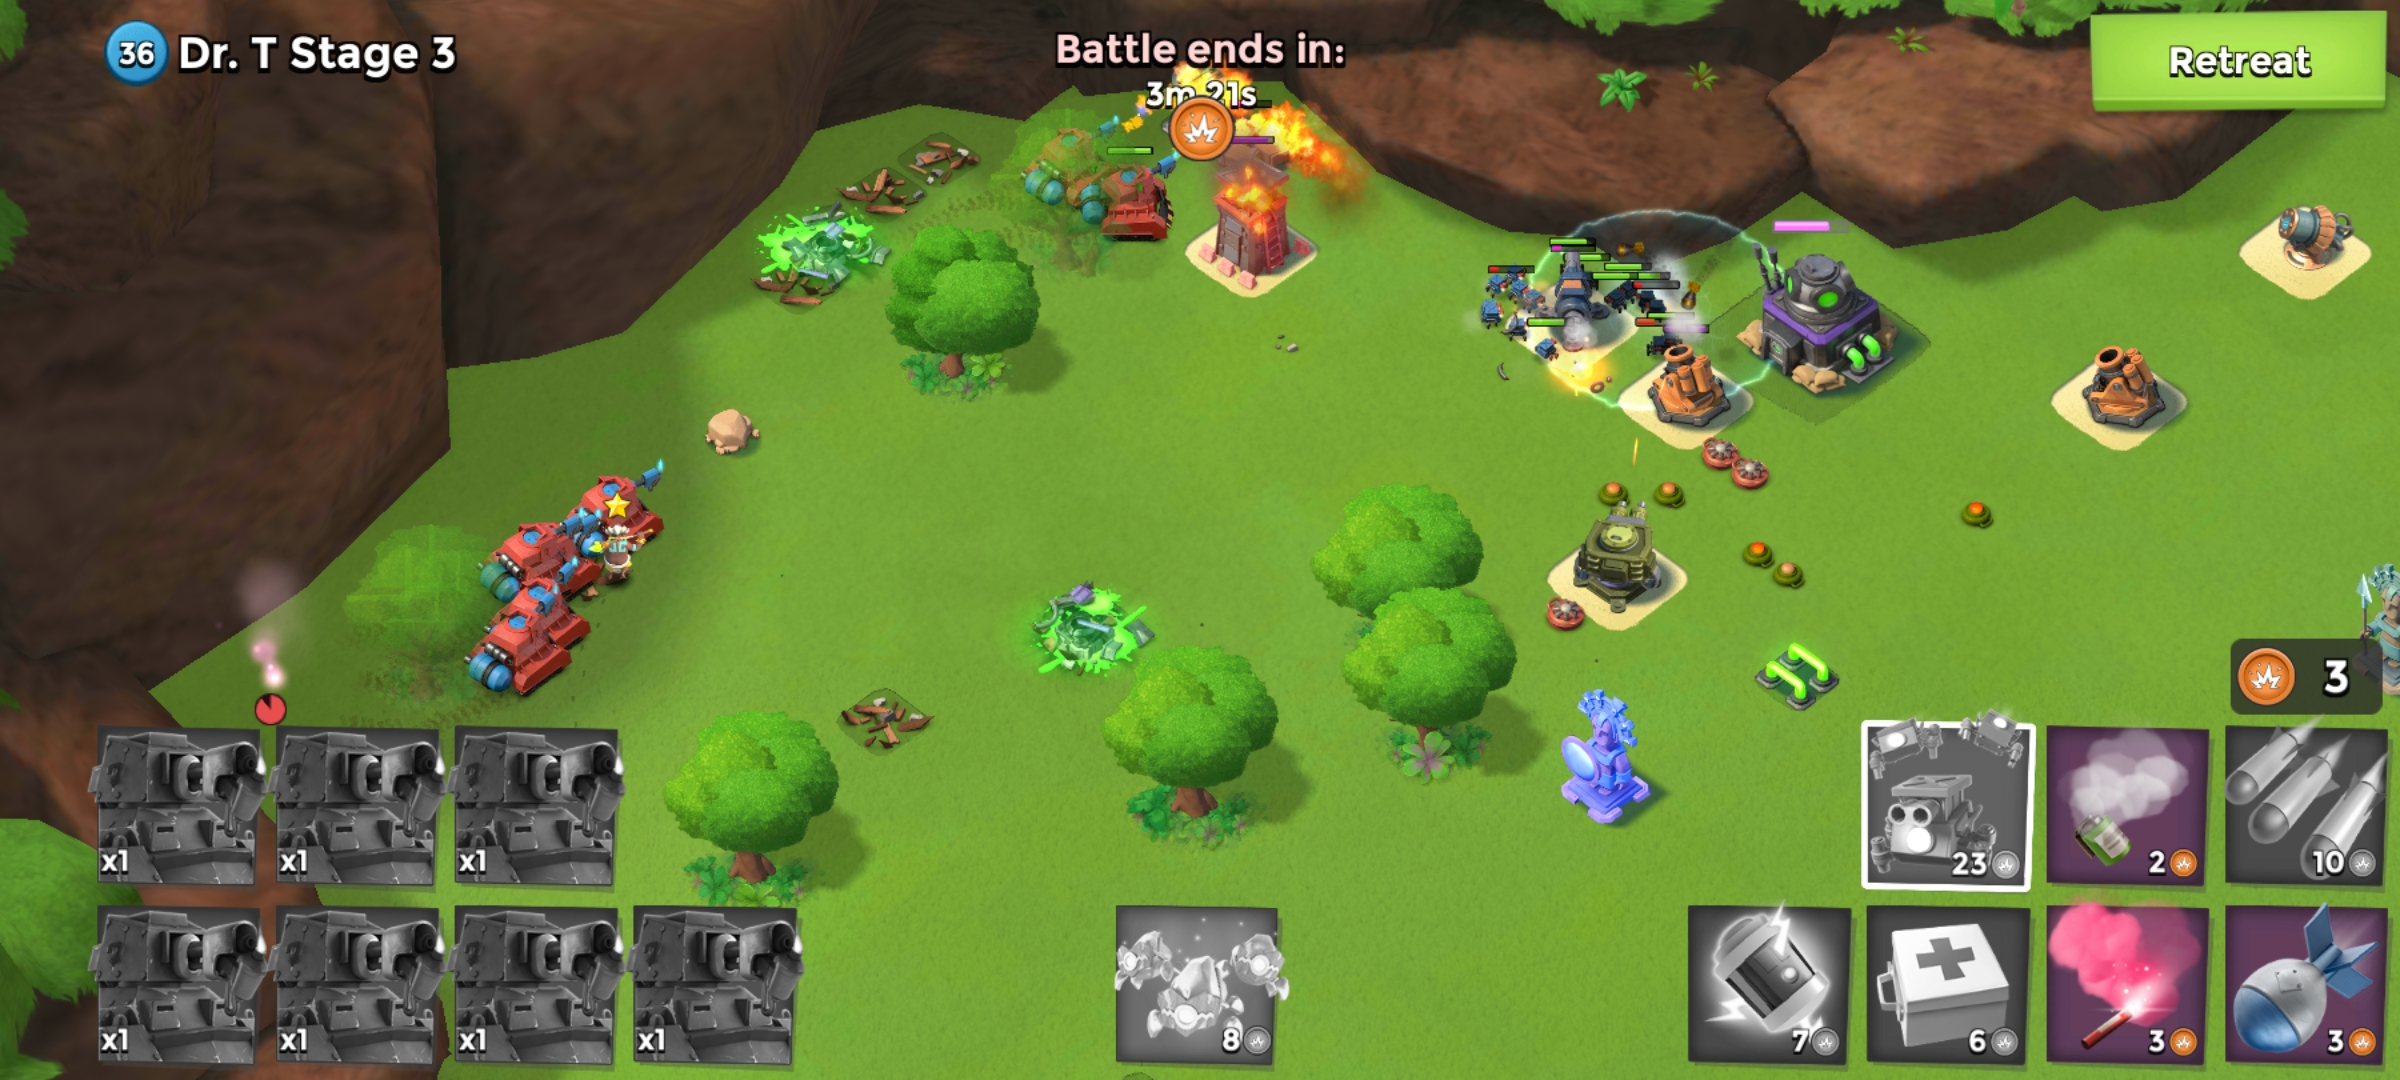 36 Dr. T Stage 3
Battle ends in:
3m 21s
Retreat
3
x1
x1
x1
23
2
10
x1
x1
x1
x1
8
7
6
3
3